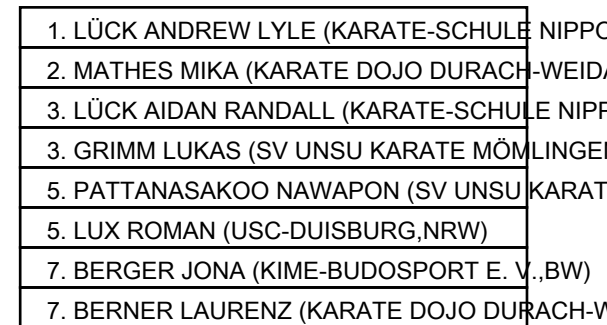 1. LÜCK ANDREW LYLE (KARATE-SCHULE NIPPO
2. MATHES MIKA (KARATE DOJO DURACH-WEIDA
3. LÜCK AIDAN RANDALL (KARATE-SCHULE NIPP
3. GRIMM LUKAS (SV UNSU KARATE MÖMLINGEN
5. PATTANASAKOO NAWAPON (SV UNSU KARAT
5. LUX ROMAN (USC-DUISBURG,NRW)
7. BERGER JONA (KIME-BUDOSPORT E. V.,BW)
7. BERNER LAURENZ (KARATE DOJO DURACH-W